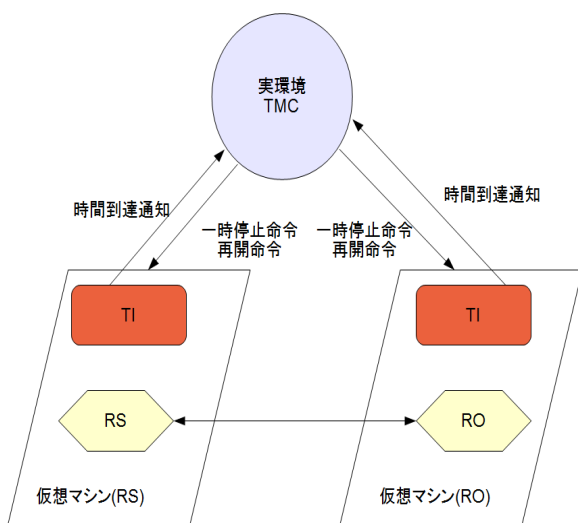 実環境
TMC
時間到達通知
時間到達通知
一時停止命令
再開命令
一時停止命令
再開命令
TI
TI
RS
RO
仮想マシン(RS)
仮想マシン(RO)